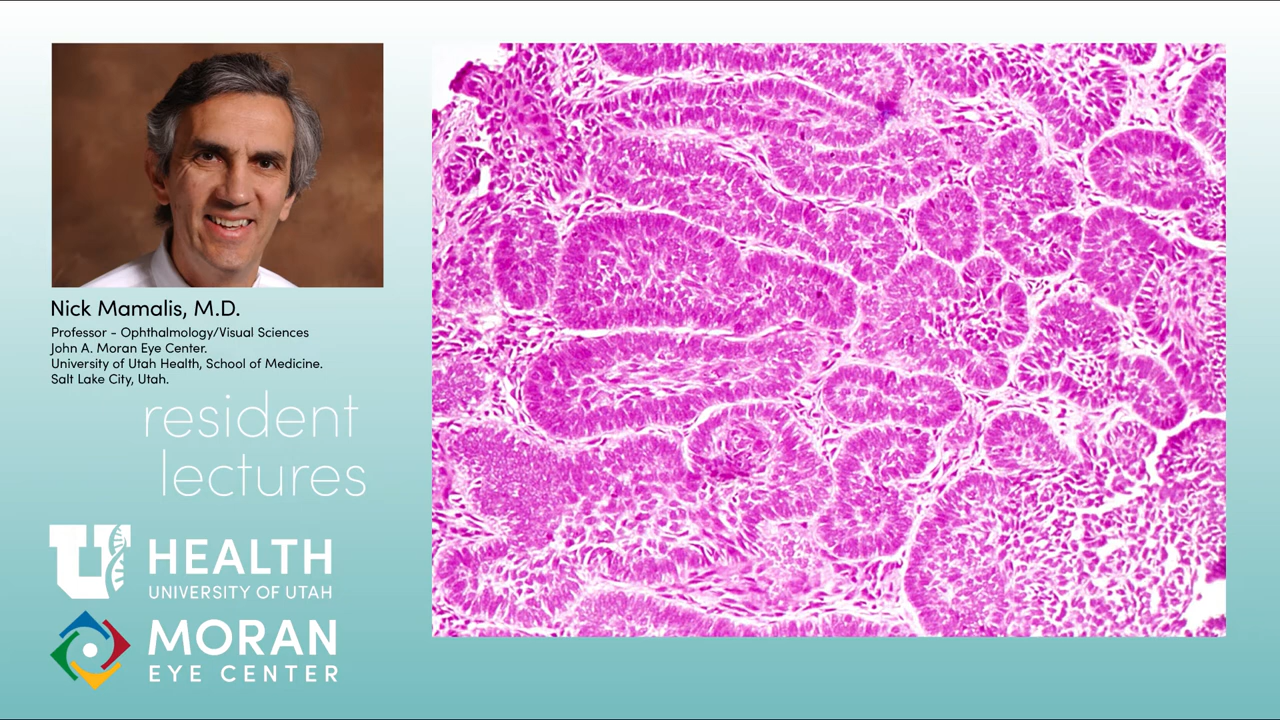 Nick Mamalis, M.D.
Professor - Ophthalmology/Visual Sciences
John A. Moran Eye Center.
University of Utah Health, School of Medicine.
Salt Lake City, Utah.
resident
lectures
U HEALTH
UNIVERSITY OF UTAH
MORAN
EYE CENTER